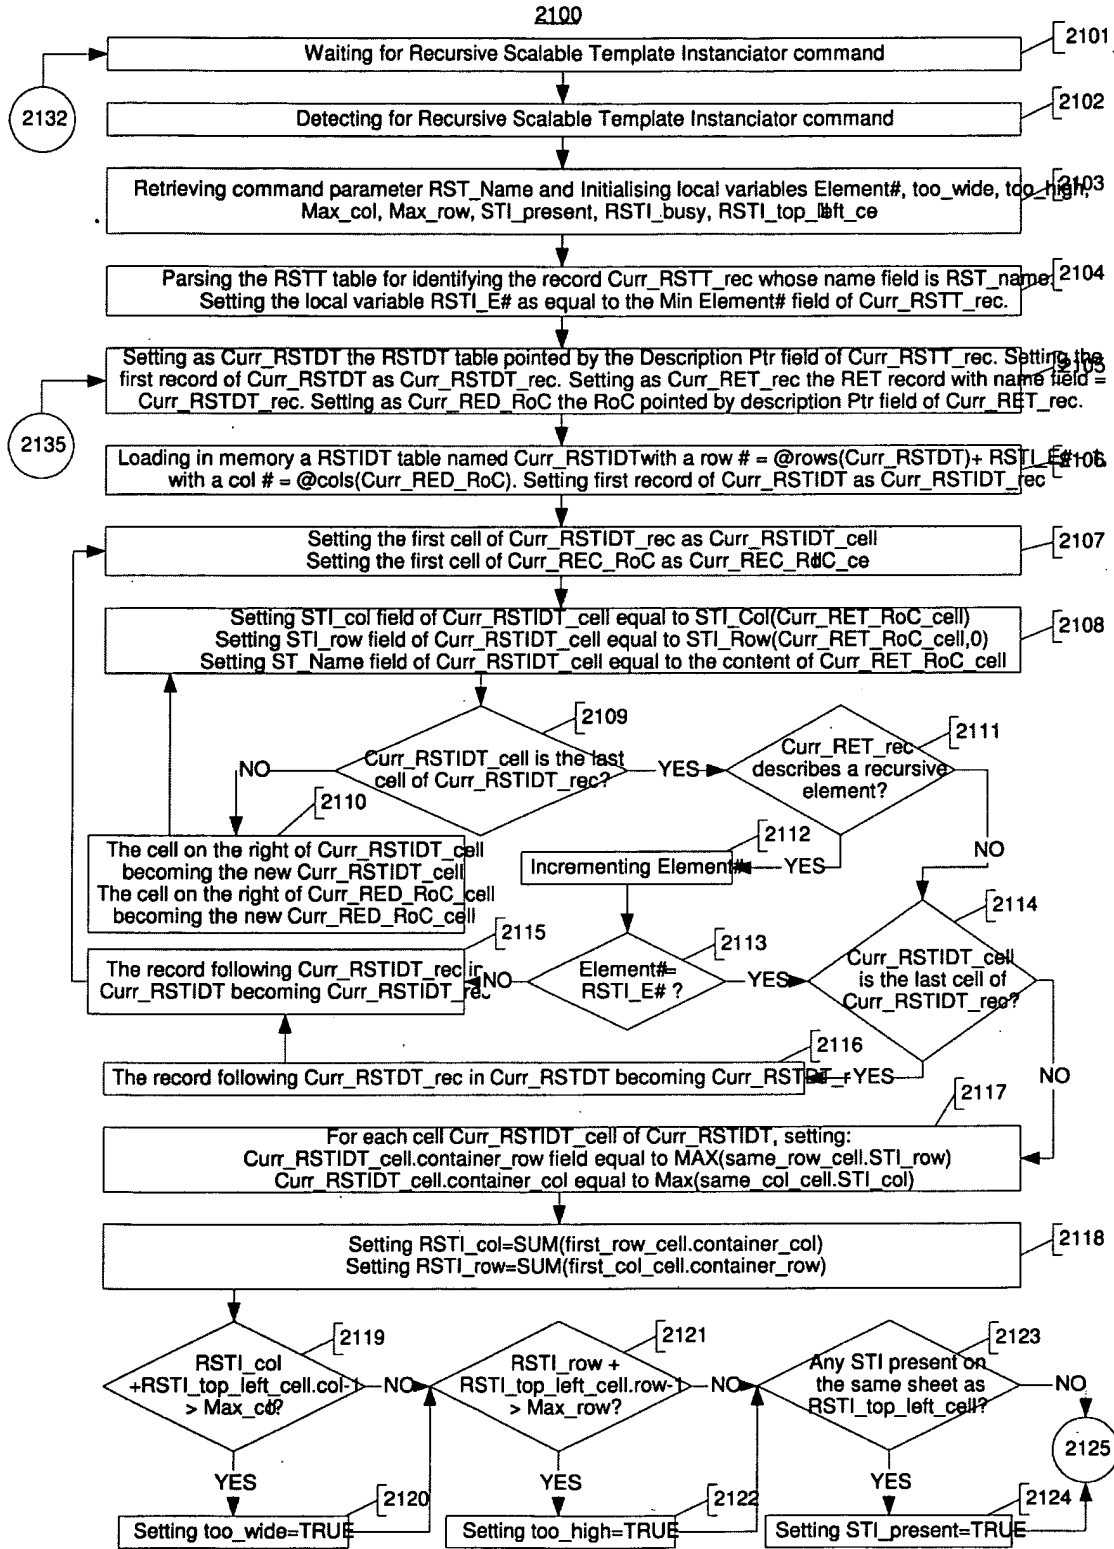 2100
Waiting for Recursive Scalable Template Instanciator command
2101
2132
Detecting for Recursive Scalable Template Instanciator command
2102
Retrieving command parameter RST_Name and Initialising local variables Element#, too_wide, too_high,
Max_col, Max_row, STI_present, RSTI_busy, RSTI_top_left_ce
2103
Parsing the RSTT table for identifying the record Curr_RSTT_rec whose name field is RST_name.
Setting the local variable RSTI_E# as equal to the Min Element# field of Curr_RSTT_rec.
2104
Setting as Curr_RSTDT the RSTDT table pointed by the Description Ptr field of Curr_RSTT_rec. Setting the
first record of Curr_RSTDT as Curr_RSTDT_rec. Setting as Curr_RET_rec the RET record with name field =
Curr_RSTDT_rec. Setting as Curr_RED_RoC the RoC pointed by description Ptr field of Curr_RET_rec.
2105
2135
Loading in memory a RSTIDT table named Curr_RSTIDTwith a row # = @rows(Curr_RSTDT)+ RSTI_E#
with a col # = @cols(Curr_RED_RoC). Setting first record of Curr_RSTIDT as Curr_RSTIDT_rec
2106
Setting the first cell of Curr_RSTIDT_rec as Curr_RSTIDT_cell
Setting the first cell of Curr_REC_RoC as Curr_REC_RoC_ce
2107
Setting STI_col field of Curr_RSTIDT_cell equal to STI_Col(Curr_RET_RoC_cell)
Setting STI_row field of Curr_RSTIDT_cell equal to STI_Row(Curr_RET_RoC_cell,0)
Setting ST_Name field of Curr_RSTIDT_cell equal to the content of Curr_RET_RoC_cell
2108
2109
Curr_RSTIDT_cell is the last
cell of Curr_RSTIDT_rec?
NO
YES
2111
Curr_RET_rec
describes a recursive
element?
NO
YES
2110
The cell on the right of Curr_RSTIDT_cell
becoming the new Curr_RSTIDT_cell
The cell on the right of Curr_RED_RoC_cell
becoming the new Curr_RED_RoC_cell
2112
Incrementing Element#
2113
Element#=
RSTI_E# ?
NO
YES
2114
Curr_RSTIDT_cell
is the last cell of
Curr_RSTIDT_rec?
NO
YES
2115
The record following Curr_RSTIDT_rec in
Curr_RSTIDT becoming Curr_RSTIDT_rec
2116
The record following Curr_RSTDT_rec in Curr_RSTDT becoming Curr_RSTDT_r
2117
For each cell Curr_RSTIDT_cell of Curr_RSTIDT, setting:
Curr_RSTIDT_cell.container_row field equal to MAX(same_row_cell.STI_row)
Curr_RSTIDT_cell.container_col equal to Max(same_col_cell.STI_col)
Setting RSTI_col=SUM(first_row_cell.container_col)
Setting RSTI_row=SUM(first_col_cell.container_row)
2118
2119
RSTI_col
+RSTI_top_left_cell.col-1
> Max_col?
NO
YES
2120
Setting too_wide=TRUE
2121
RSTI_row +
RSTI_top_left_cell.row-1
> Max_row?
NO
YES
2122
Setting too_high=TRUE
2123
Any STI present on
the same sheet as
RSTI_top_left_cell?
NO
YES
2125
2124
Setting STI_present=TRUE